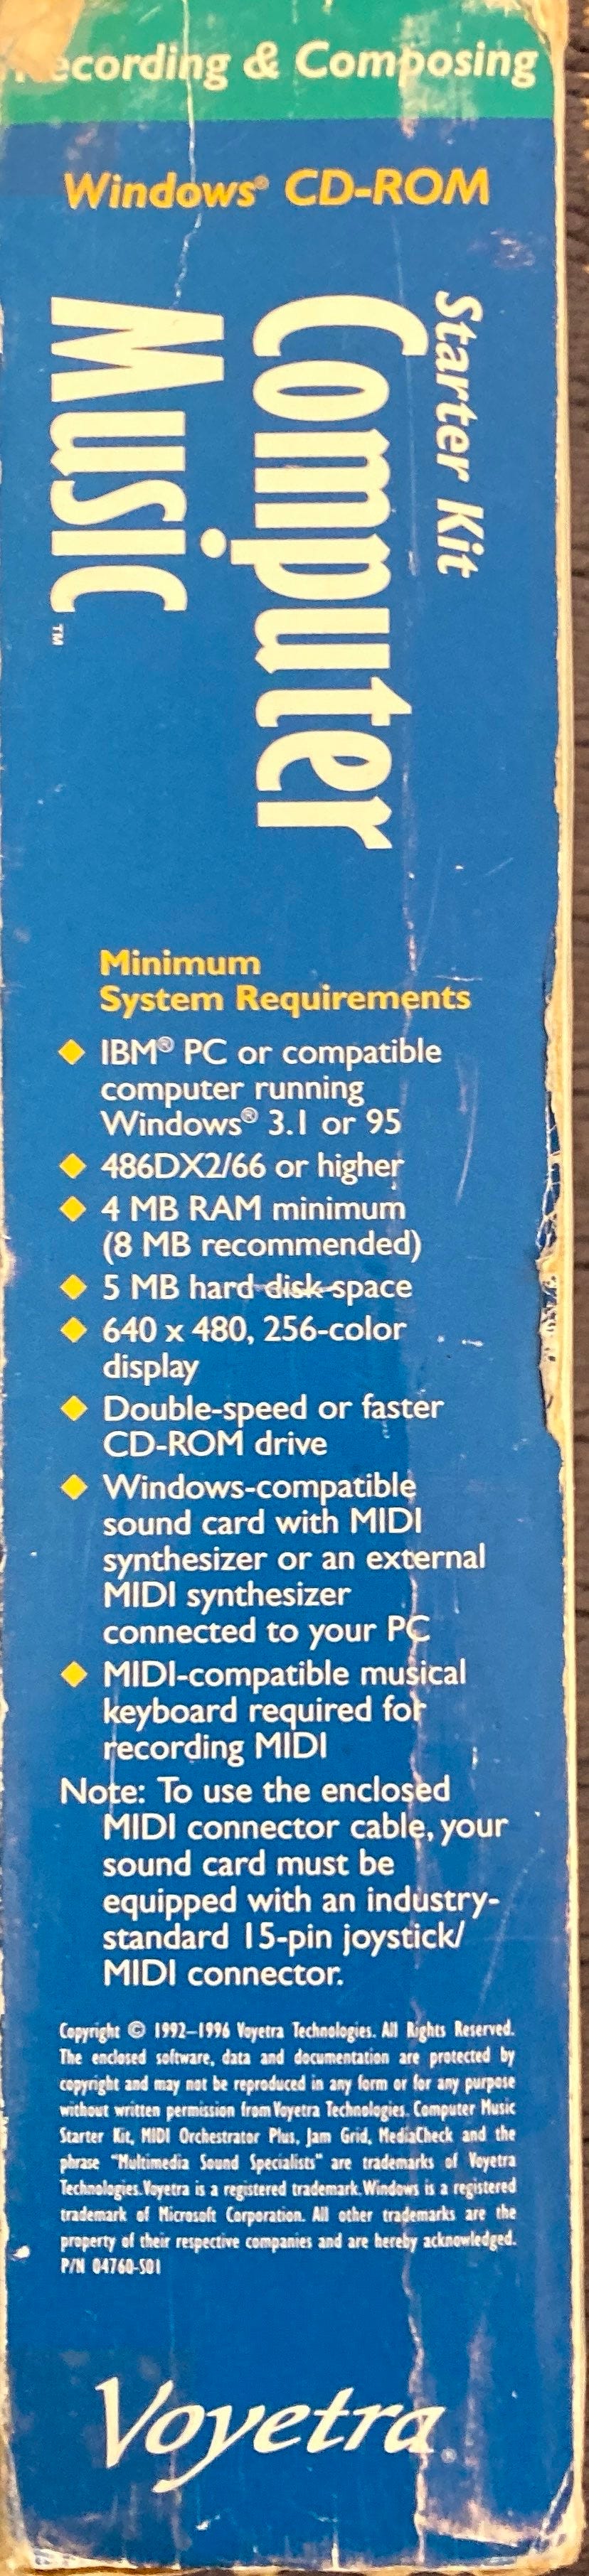 Recording & Composing
Windows® CD-ROM
Starter Kit
Computer
Music™
Minimum
System Requirements
◆ IBM® PC or compatible
computer running
Windows® 3.1 or 95
◆ 486DX2/66 or higher
◆ 4 MB RAM minimum
(8 MB recommended)
◆ 5 MB hard disk space
◆ 640 x 480, 256-color
display
◆ Double-speed or faster
CD-ROM drive
◆ Windows-compatible
sound card with MIDI
synthesizer or an external
MIDI synthesizer
connected to your PC
◆ MIDI-compatible musical
keyboard required for
recording MIDI
Note: To use the enclosed
MIDI connector cable, your
sound card must be
equipped with an industry-
standard 15-pin joystick/
MIDI connector.
Copyright © 1992–1996 Voyetra Technologies. All Rights Reserved.
The enclosed software, data and documentation are protected by
copyright and may not be reproduced in any form or for any purpose
without written permission from Voyetra Technologies. Computer Music
Starter Kit, MIDI Orchestrator Plus, Jam Grid, MediaCheck and the
phrase "Multimedia Sound Specialists" are trademarks of Voyetra
Technologies. Voyetra is a registered trademark. Windows is a registered
trademark of Microsoft Corporation. All other trademarks are the
property of their respective companies and are hereby acknowledged.
P/N 04760-S01
Voyetra®